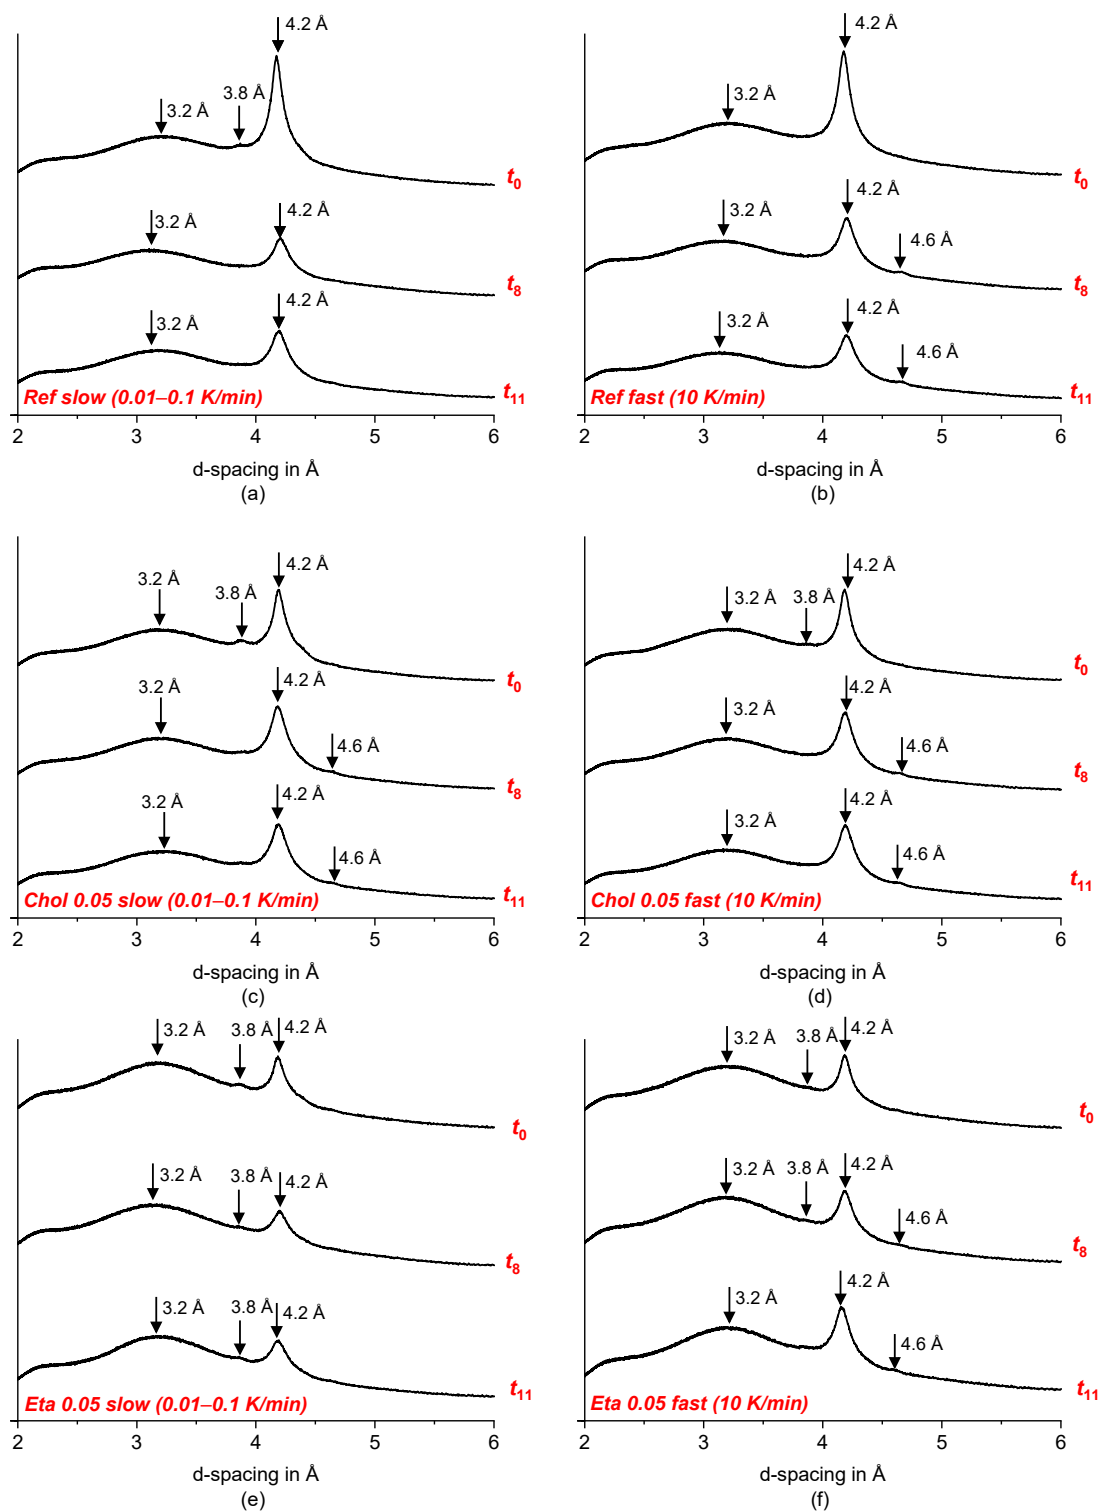 4.2 Å
3.8 Å
3.2 Å
t0
4.2 Å
3.2 Å
t8
4.2 Å
3.2 Å
Ref slow (0.01–0.1 K/min)
t11
2 3 4 5 6
d-spacing in Å
(a)
4.2 Å
3.2 Å
t0
4.2 Å
3.2 Å
4.6 Å
t8
4.2 Å
3.2 Å
4.6 Å
Ref fast (10 K/min)
t11
2 3 4 5 6
d-spacing in Å
(b)
4.2 Å
3.2 Å
3.8 Å
t0
4.2 Å
3.2 Å
4.6 Å
t8
4.2 Å
3.2 Å
4.6 Å
Chol 0.05 slow (0.01–0.1 K/min)
t11
2 3 4 5 6
d-spacing in Å
(c)
4.2 Å
3.2 Å
3.8 Å
t0
4.2 Å
3.2 Å
4.6 Å
t8
4.2 Å
3.2 Å
4.6 Å
Chol 0.05 fast (10 K/min)
t11
2 3 4 5 6
d-spacing in Å
(d)
3.2 Å
3.8 Å
4.2 Å
t0
3.2 Å
3.8 Å
4.2 Å
t8
3.2 Å
3.8 Å
4.2 Å
Eta 0.05 slow (0.01–0.1 K/min)
t11
2 3 4 5 6
d-spacing in Å
(e)
4.2 Å
3.2 Å
3.8 Å
t0
4.2 Å
3.2 Å
3.8 Å
4.6 Å
t8
4.2 Å
3.2 Å
4.6 Å
Eta 0.05 fast (10 K/min)
t11
2 3 4 5 6
d-spacing in Å
(f)